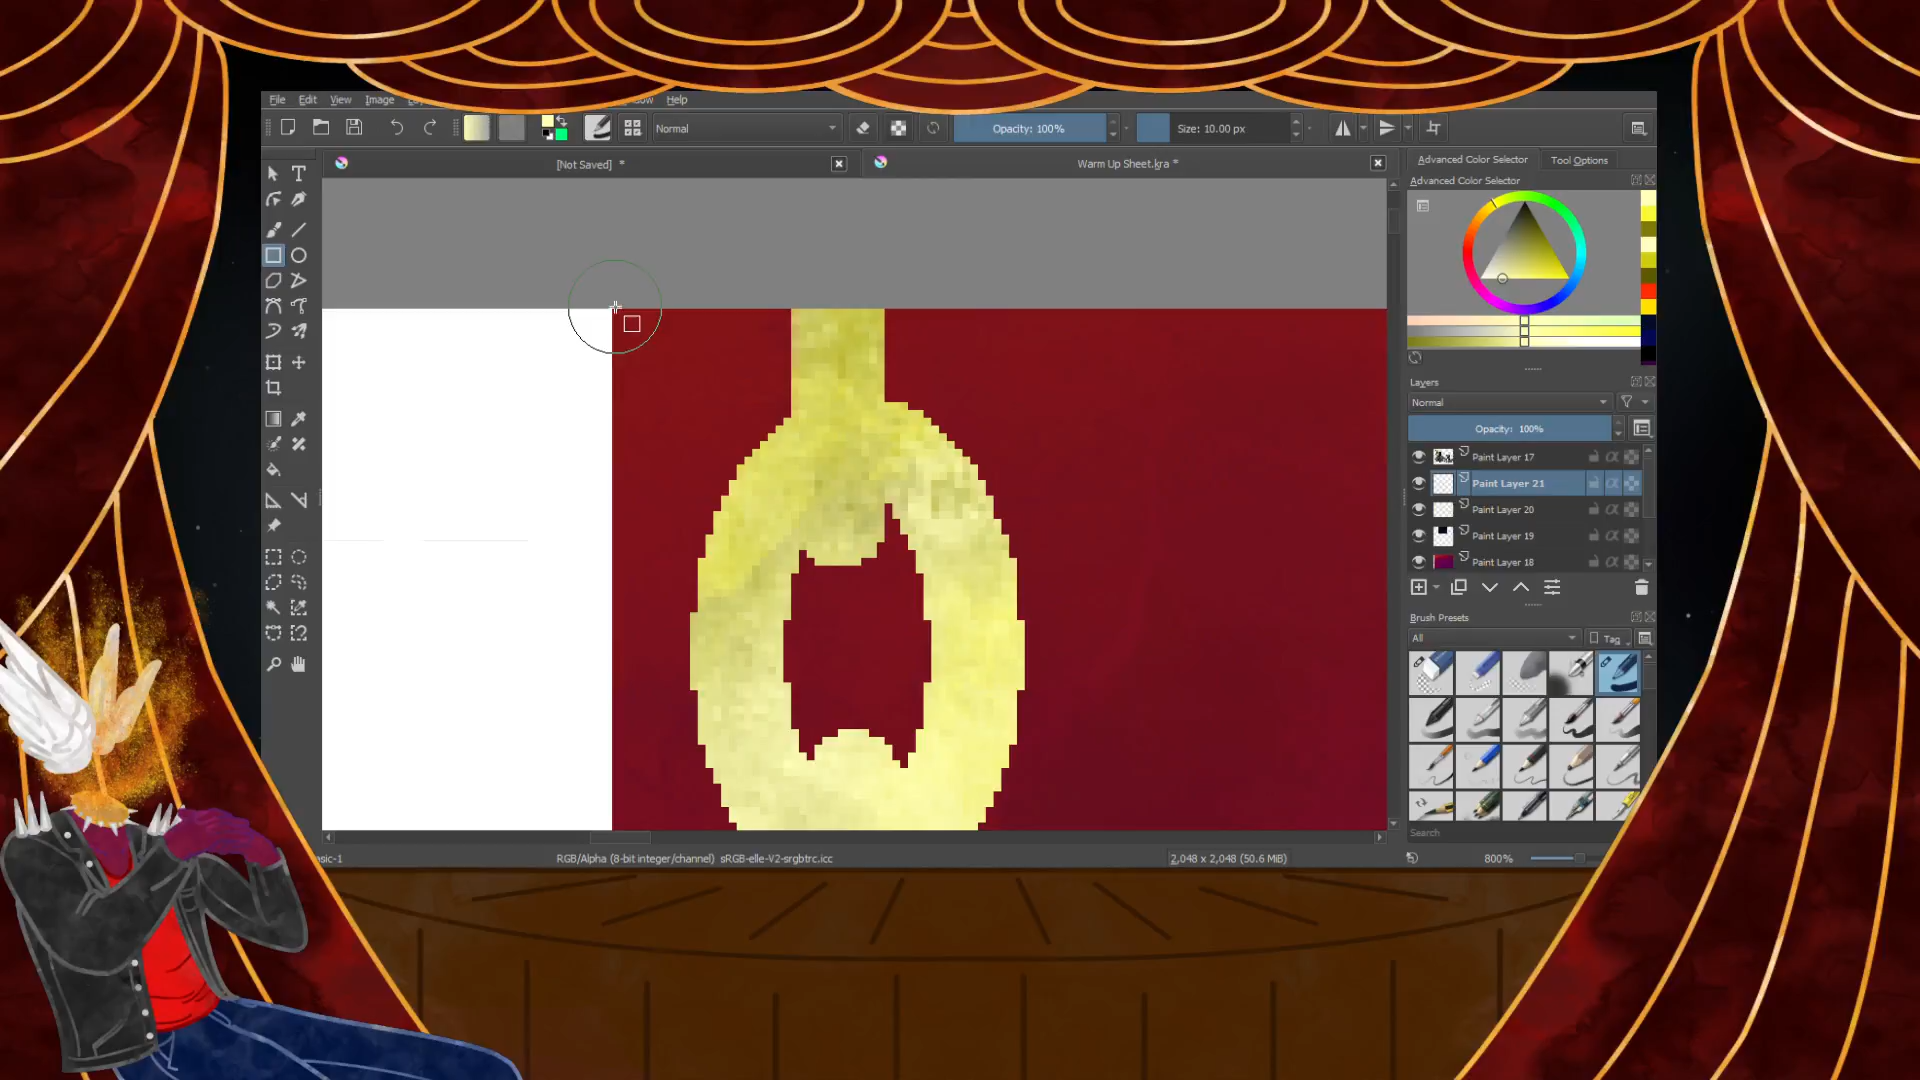 File Edit View Image Help
Normal Opacity: 100% Size: 10.00 px
[Not Saved] * Warm Up Sheet.kra *
Advanced Color Selector Tool Options
Advanced Color Selector
Layers
Normal
Opacity: 100%
Paint Layer 17
Paint Layer 21
Paint Layer 20
Paint Layer 19
Paint Layer 18
Brush Presets
All Tag
Search
RGB/Alpha (8-bit integer/channel) sRGB-elle-V2-srgbtrc.icc 2,048 x 2,048 (50.6 MiB) 800%